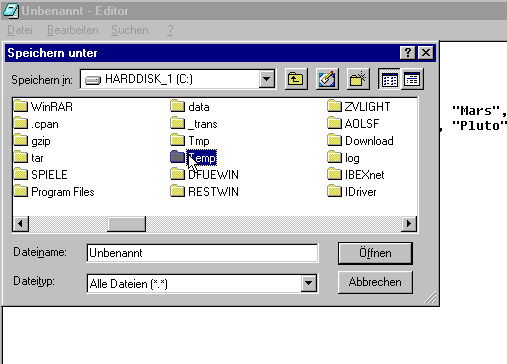 Unbenannt - Editor
Datei Bearbeiten Suchen ?
Speichern unter
Speichern in: HARDDISK_1 (C:)
WinRAR data ZVLIGHT
.cpan _trans AOLSF
gzip Tmp Download
tar Temp log
SPIELE DFUEWIN IBEXnet
Program Files RESTWIN IDriver
"Mars",
, "Pluto"
Dateiname: Unbenannt Öffnen
Dateityp: Alle Dateien (*.*) Abbrechen